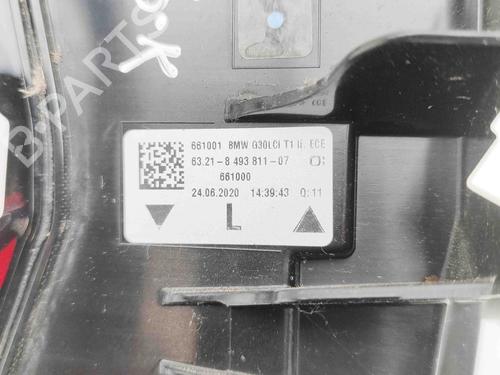 661001 BMW G30LCI T1 li. ECE
63.21- 8 493 811-07
661000
24.06.2020 14:39:43 Q:11
L